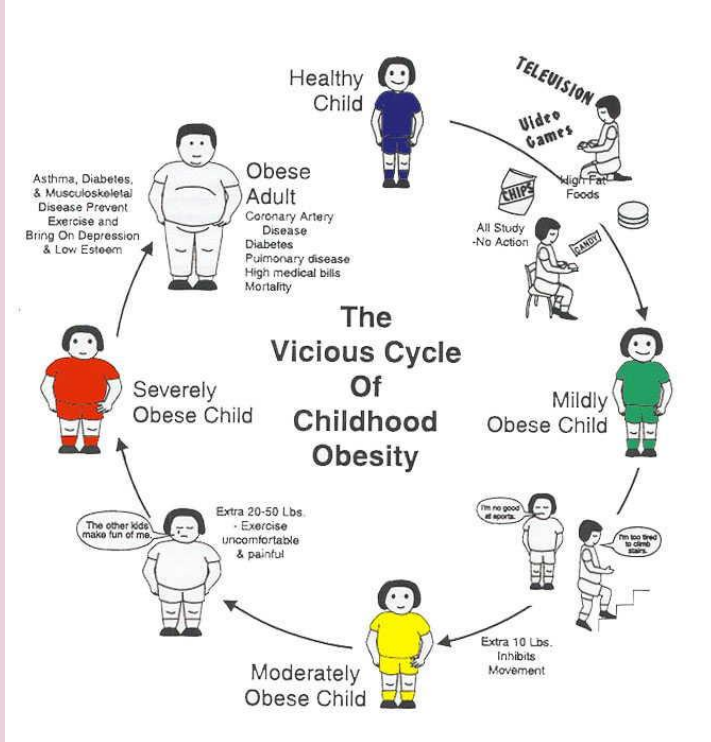 Healthy
Child
TELEVISION
Video
Games
High Fat
Foods
CHIPS
All Study
-No Action
CANDY
Mildly
Obese Child
I'm no good
at sports.
I'm too tired
to climb
stairs.
Extra 10 Lbs.
Inhibits
Movement
Moderately
Obese Child
Extra 20-50 Lbs.
- Exercise
uncomfortable
& painful
The other kids
make fun of me.
Severely
Obese Child
Asthma, Diabetes,
& Musculoskeletal
Disease Prevent
Exercise and
Bring On Depression
& Low Esteem
Obese
Adult
Coronary Artery
Disease
Diabetes
Pulmonary disease
High medical bills
Mortality
The
Vicious Cycle
Of
Childhood
Obesity